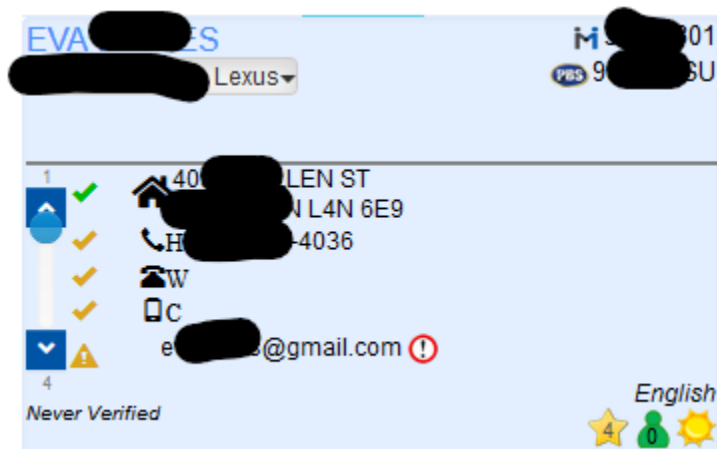 EVA ES
301
Lexus
PBS 9 SU
1
40 LEN ST
N L4N 6E9
H -4036
W
C
e s@gmail.com
4
Never Verified
English
4 0